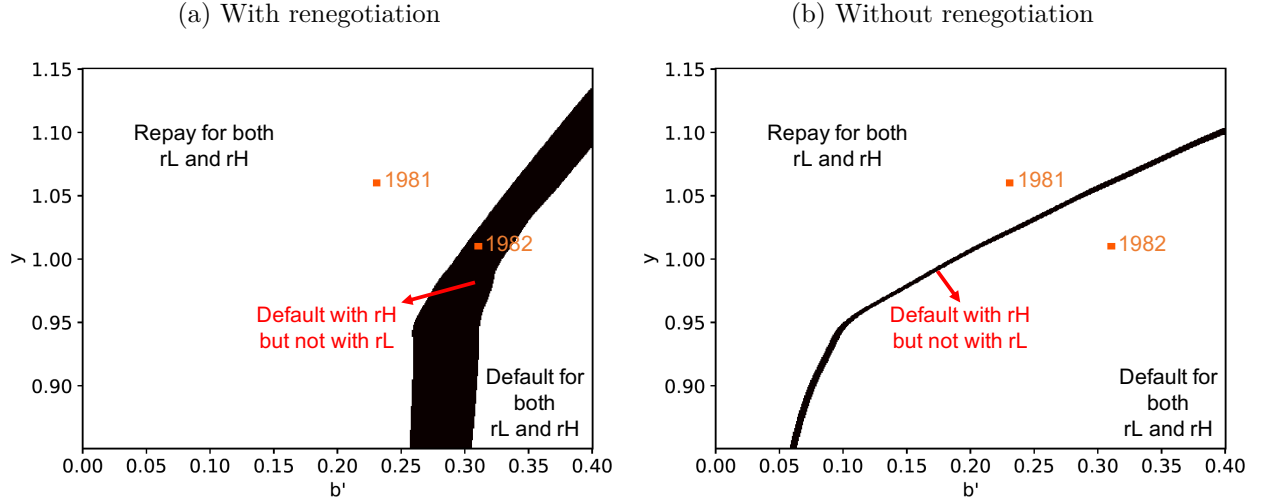 (a) With renegotiation
1.15
1.10
1.05
1.00
0.95
0.90
y
Repay for both
rL and rH
1981
1982
Default with rH
but not with rL
Default for
both
rL and rH
0.00 0.05 0.10 0.15 0.20 0.25 0.30 0.35 0.40
b'
(b) Without renegotiation
1.15
1.10
1.05
1.00
0.95
0.90
y
Repay for both
rL and rH
1981
1982
Default with rH
but not with rL
Default for
both
rL and rH
0.00 0.05 0.10 0.15 0.20 0.25 0.30 0.35 0.40
b'